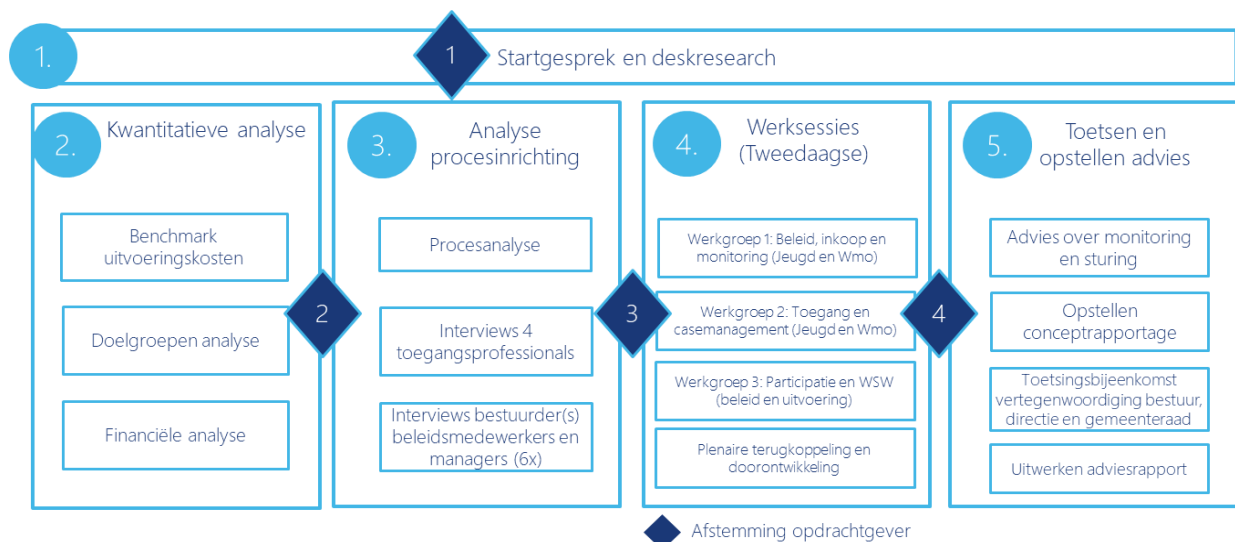 1.
1
Startgesprek en deskresearch
2.
Kwantitatieve analyse
Benchmark
uitvoeringskosten
Doelgroepen analyse
Financiële analyse
2
3.
Analyse
procesinrichting
Procesanalyse
Interviews 4
toegangsprofessionals
Interviews bestuurder(s)
beleidsmedewerkers en
managers (6x)
3
4.
Werksessies
(Tweedaagse)
Werkgroep 1: Beleid, inkoop en
monitoring (Jeugd en Wmo)
Werkgroep 2: Toegang en
casemanagement (Jeugd en Wmo)
Werkgroep 3: Participatie en WSW
(beleid en uitvoering)
Plenaire terugkoppeling en
doorontwikkeling
4
5.
Toetsen en
opstellen advies
Advies over monitoring
en sturing
Opstellen
conceptrapportage
Toetsingsbijeenkomst
vertegenwoordiging bestuur,
directie en gemeenteraad
Uitwerken adviesrapport
Afstemming opdrachtgever